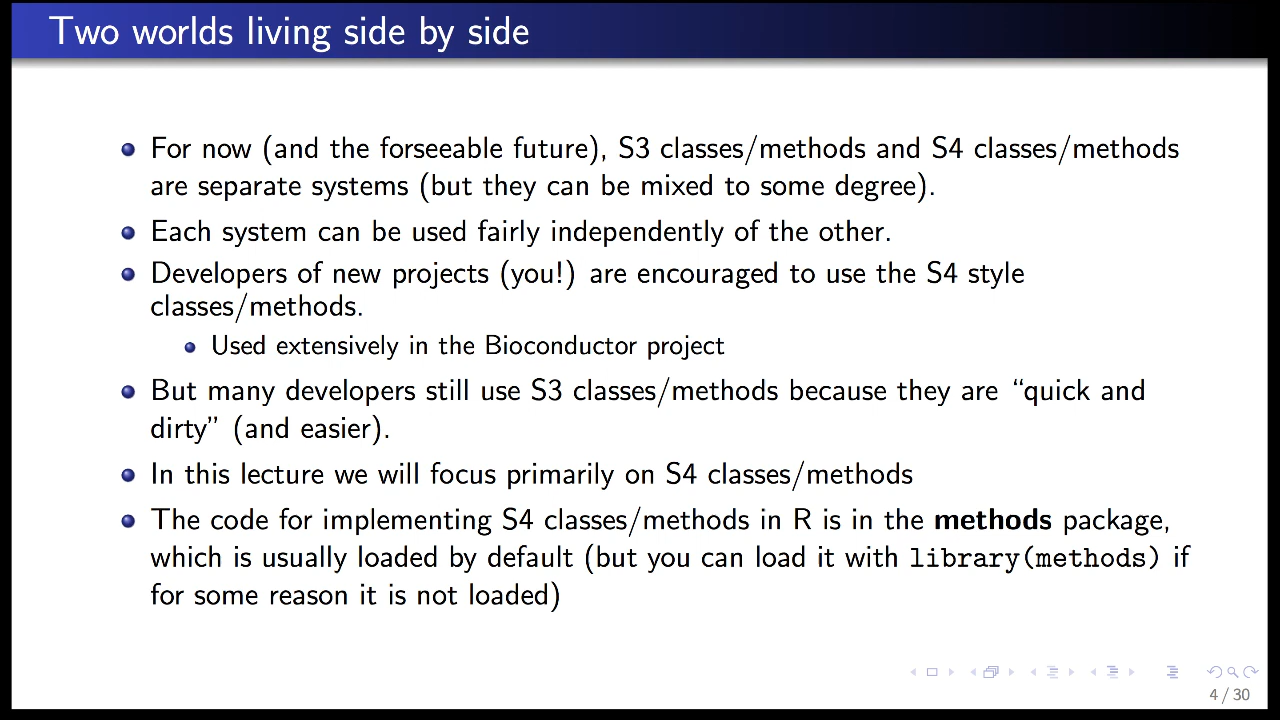 Two worlds living side by side
For now (and the forseeable future), S3 classes/methods and S4 classes/methods
are separate systems (but they can be mixed to some degree).
Each system can be used fairly independently of the other.
Developers of new projects (you!) are encouraged to use the S4 style
classes/methods.
Used extensively in the Bioconductor project
But many developers still use S3 classes/methods because they are “quick and
dirty” (and easier).
In this lecture we will focus primarily on S4 classes/methods
The code for implementing S4 classes/methods in R is in the methods package,
which is usually loaded by default (but you can load it with library(methods) if
for some reason it is not loaded)
4 / 30